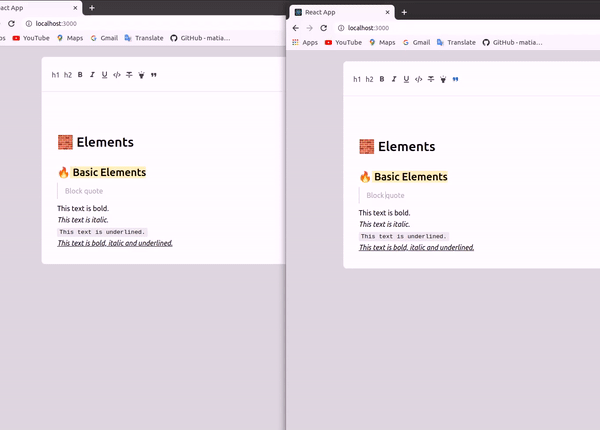 act App
localhost:3000
ps YouTube Maps Gmail Translate GitHub - matia...
h1 h2 B I U
🧱 Elements
🔥 Basic Elements
Block quote
This text is bold.
This text is italic.
This text is underlined.
This text is bold, italic and underlined.
React App
localhost:3000
Apps YouTube Maps Gmail Translate GitHub - matia...
h1 h2 B I U
🧱 Elements
🔥 Basic Elements
Block quote
This text is bold.
This text is italic.
This text is underlined.
This text is bold, italic and underlined.